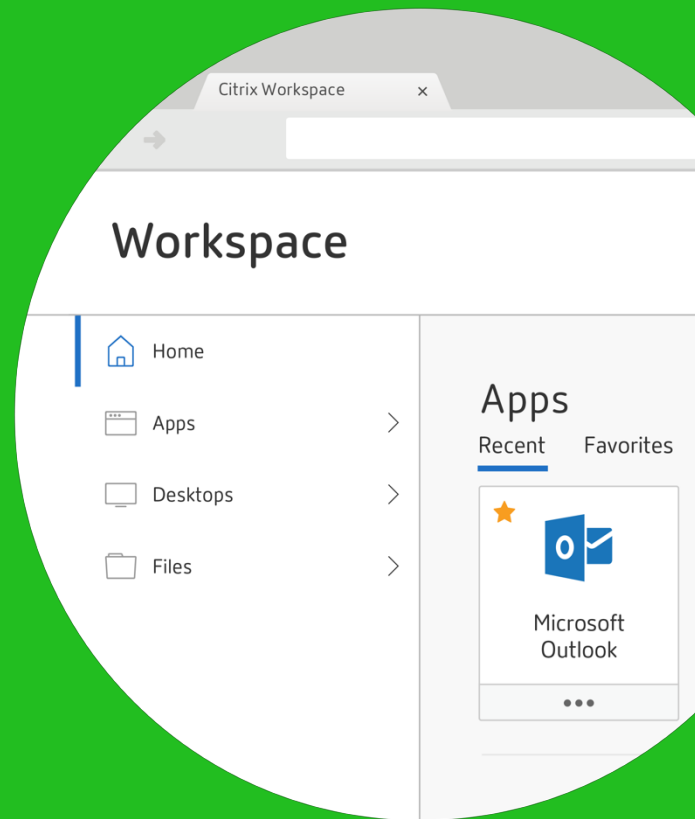 Citrix Workspace
Workspace
Home
Apps
Desktops
Files
Apps
Recent Favorites
Microsoft
Outlook